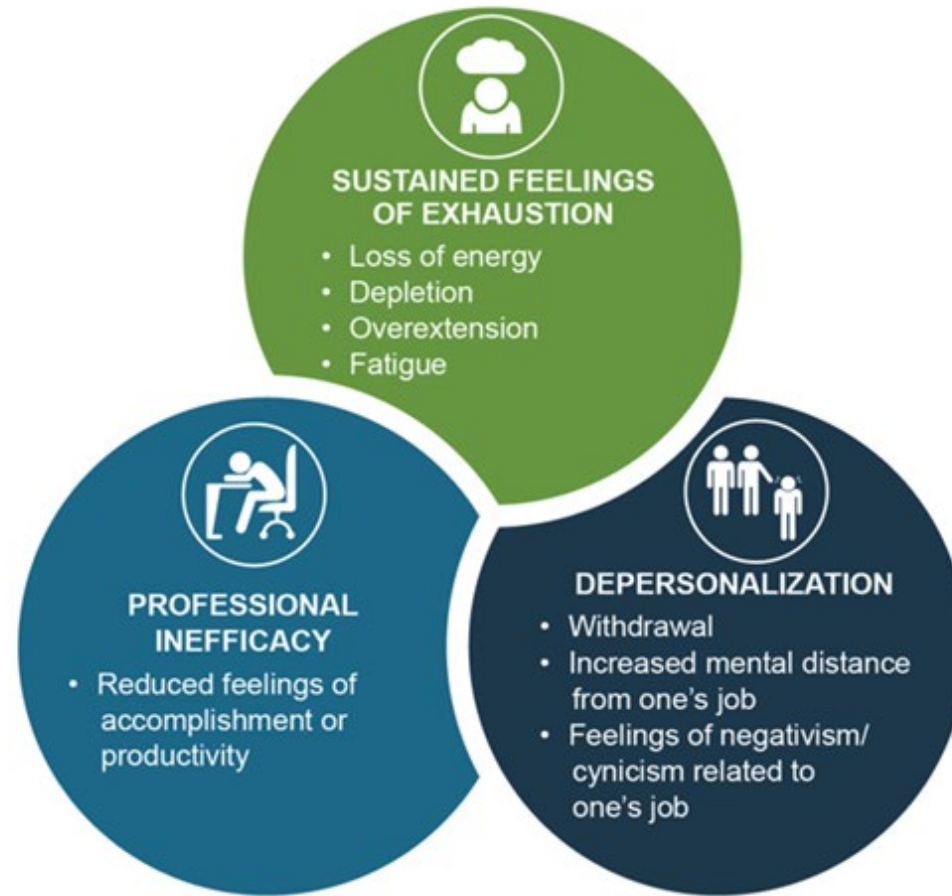 SUSTAINED FEELINGS
OF EXHAUSTION
• Loss of energy
• Depletion
• Overextension
• Fatigue
PROFESSIONAL
INEFFICACY
• Reduced feelings of
accomplishment or
productivity
DEPERSONALIZATION
• Withdrawal
• Increased mental distance
from one's job
• Feelings of negativism/
cynicism related to
one's job